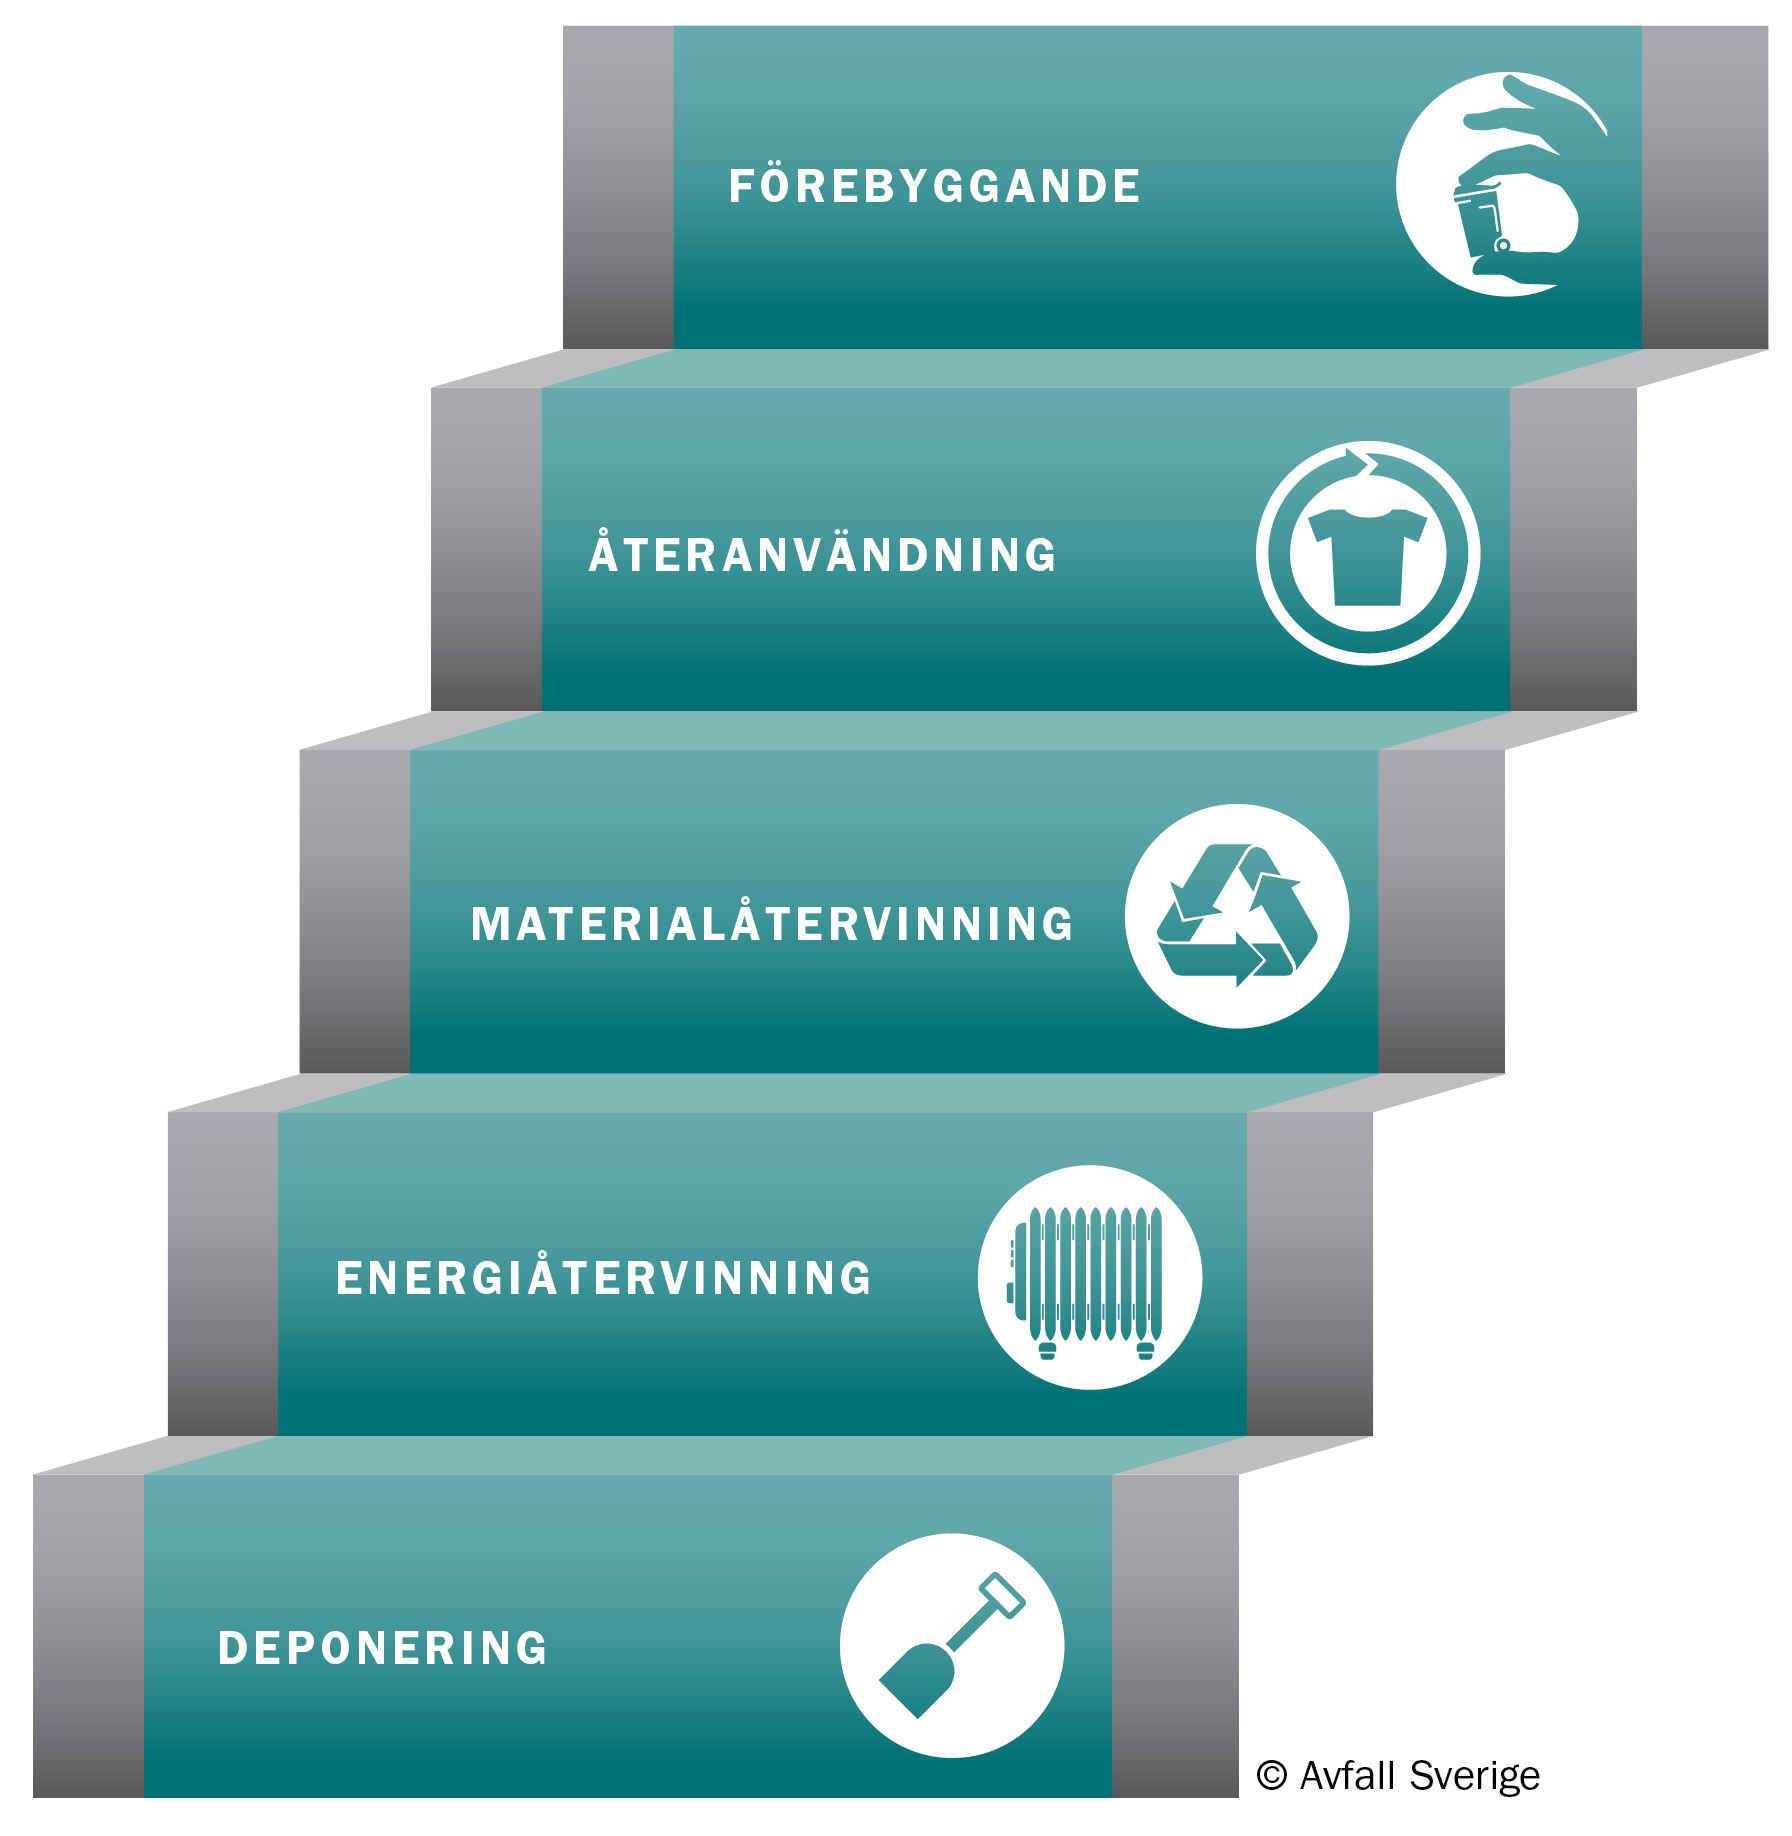 FÖREBYGGANDE
ÅTERANVÄNDNING
MATERIALÅTERVINNING
ENERGIÅTERVINNING
DEPONERING
© Avfall Sverige